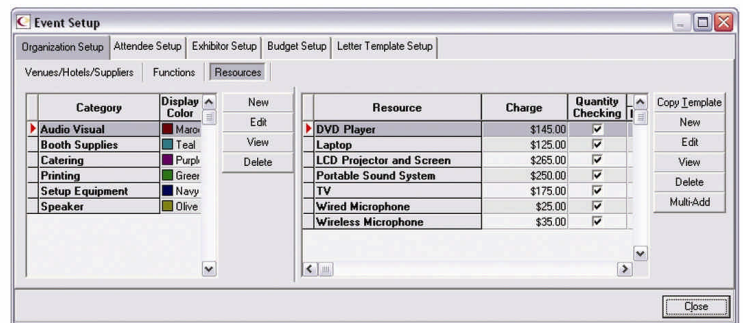 Event Setup
Organization Setup Attendee Setup Exhibitor Setup Budget Setup Letter Template Setup
Venues/Hotels/Suppliers Functions Resources
Category Display Color
Audio Visual Maro
Booth Supplies Teal
Catering Purpl
Printing Greer
Setup Equipment Navy
Speaker Olive
New
Edit
View
Delete
Resource Charge Quantity Checking
DVD Player $145.00
Laptop $125.00
LCD Projector and Screen $265.00
Portable Sound System $250.00
TV $175.00
Wired Microphone $25.00
Wireless Microphone $35.00
Copy Template
New
Edit
View
Delete
Multi-Add
Close